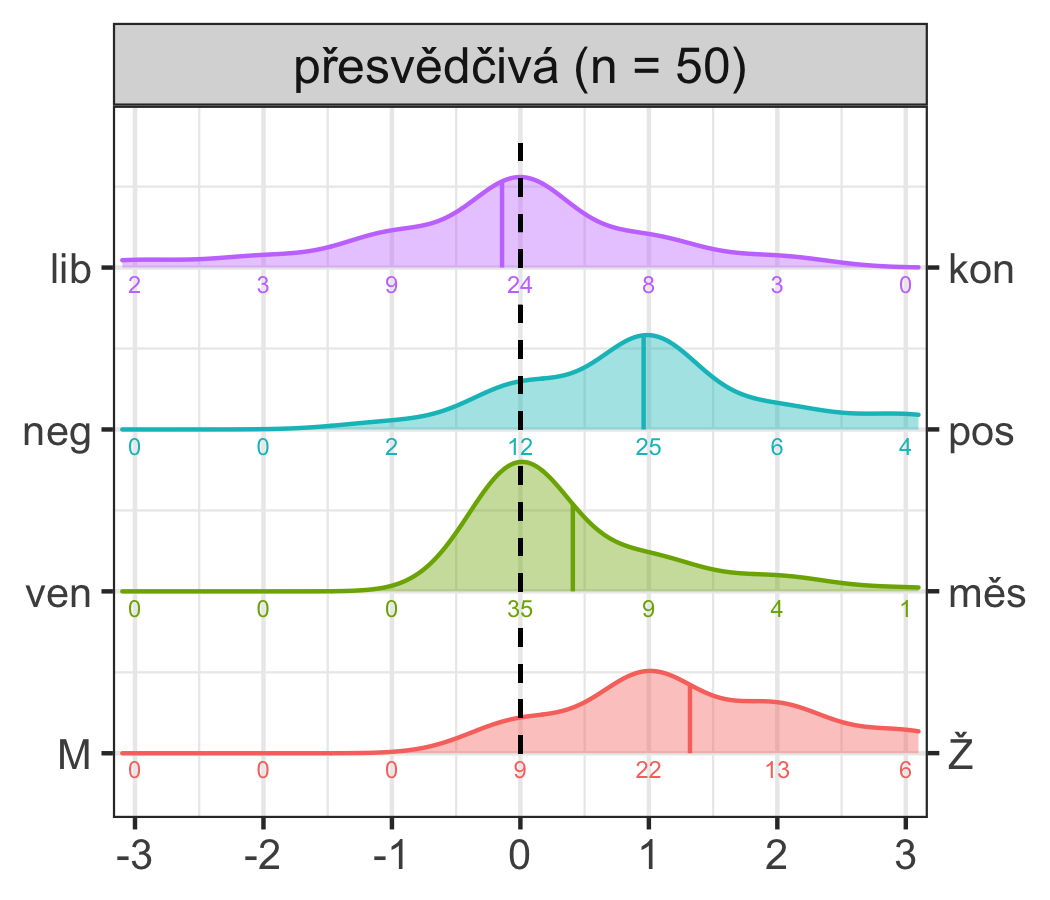 přesvědčivá (n = 50)
lib kon
2 3 9 24 8 3 0
neg pos
0 0 2 12 25 6 4
ven měs
0 0 0 35 9 4 1
M Ž
0 0 0 9 22 13 6
-3 -2 -1 0 1 2 3